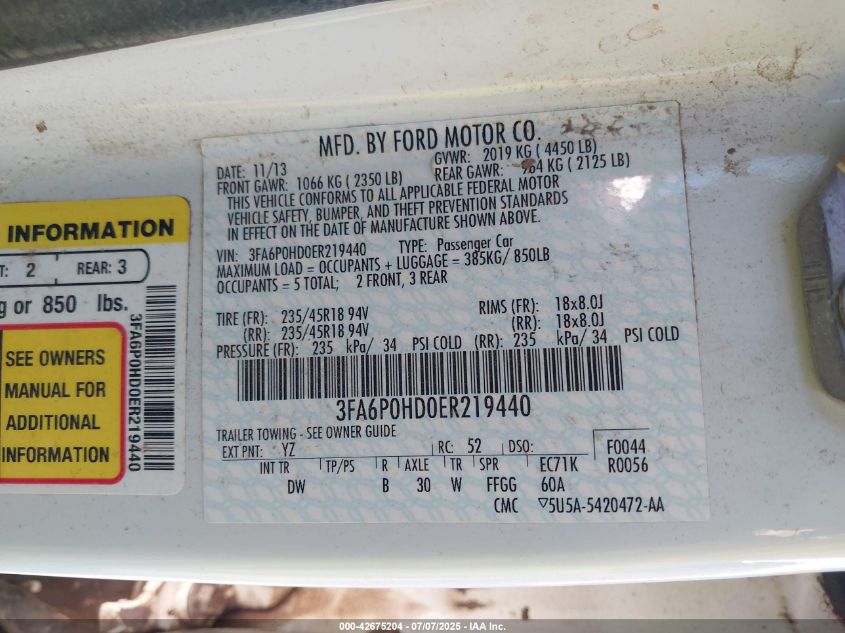 MFD. BY FORD MOTOR CO.
DATE: 11/13 GVWR: 2019 KG ( 4450 LB)
FRONT GAWR: 1066 KG ( 2350 LB) REAR GAWR: 964 KG ( 2125 LB)
THIS VEHICLE CONFORMS TO ALL APPLICABLE FEDERAL MOTOR
VEHICLE SAFETY, BUMPER, AND THEFT PREVENTION STANDARDS
IN EFFECT ON THE DATE OF MANUFACTURE SHOWN ABOVE.
VIN: 3FA6P0HD0ER219440 TYPE: Passenger Car
MAXIMUM LOAD = OCCUPANTS + LUGGAGE = 385KG/ 850LB
OCCUPANTS = 5 TOTAL; 2 FRONT, 3 REAR
TIRE (FR): 235/45R18 94V RIMS (FR): 18x8.0J
(RR): 235/45R18 94V (RR): 18x8.0J
PRESSURE (FR): 235 kPa/ 34 PSI COLD (RR): 235 kPa/ 34 PSI COLD
3FA6P0HD0ER219440
TRAILER TOWING - SEE OWNER GUIDE
EXT PNT: YZ RC: 52 DSO: F0044
INT TR TP/PS R AXLE TR SPR EC71K R0056
DW B 30 W FFGG 60A
CMC ▽5U5A-5420472-AA
INFORMATION
T: 2 REAR: 3
g or 850 lbs.
SEE OWNERS
MANUAL FOR
ADDITIONAL
INFORMATION
3FA6P0HD0ER219440
000-42675204 - 07/07/2025 - IAA Inc.